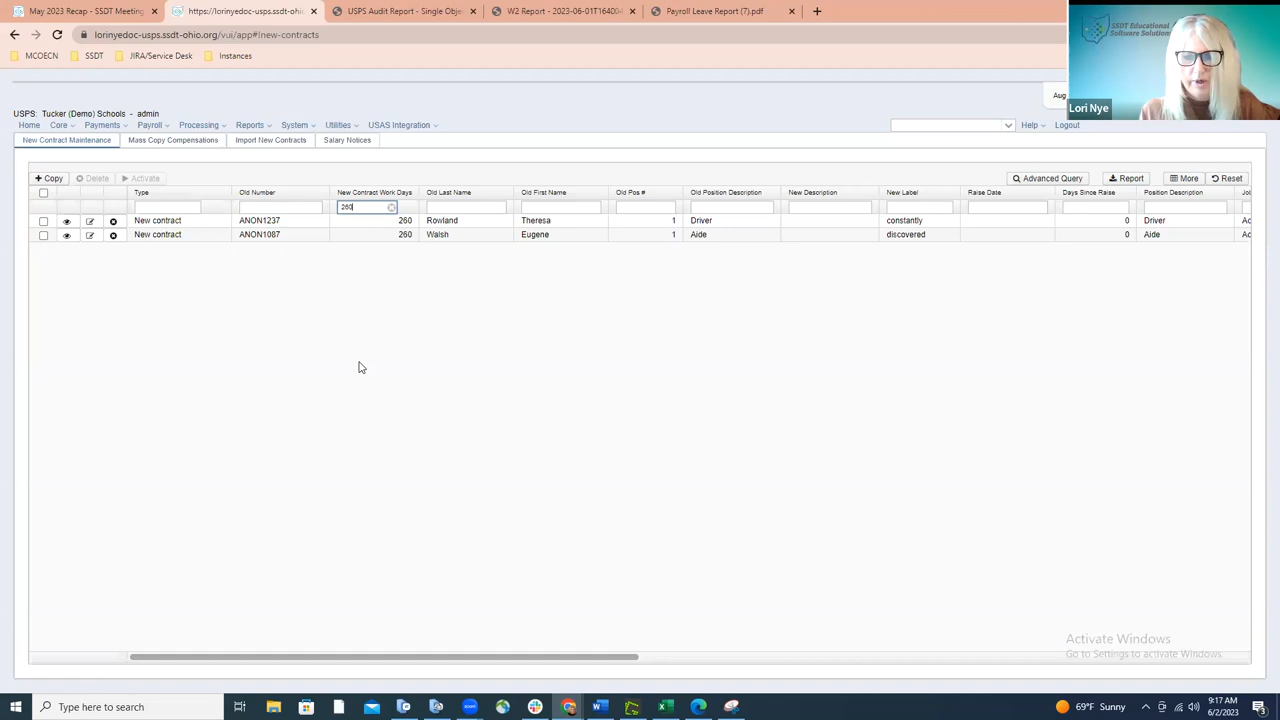 May 2023 Recap - SSDT Meeting
https://lorinyedoc-usps.ssdt-ohio
USPS Audit Report - Single Obje
W2 Report - 2023-06-01T16400
Payroll Leave Report (7).pdf
lorinyedoc-usps.ssdt-ohio.org/vui/app#!new-contracts
MCOECN
SSDT
JIRA/Service Desk
Instances
SSDT Educational
Software Solution
Lori Nye
Aug
USPS: Tucker (Demo) Schools - admin
Home Core Payments Payroll Processing Reports System Utilities USAS Integration Help Logout
New Contract Maintenance Mass Copy Compensations Import New Contracts Salary Notices
Copy Delete Activate Advanced Query Report More Reset
Type Old Number New Contract Work Days Old Last Name Old First Name Old Pos # Old Position Description New Description New Label Raise Date Days Since Raise Position Description
260
New contract ANON1237 260 Rowland Theresa 1 Driver constantly 0 Driver
New contract ANON1087 260 Walsh Eugene 1 Aide discovered 0 Aide
Activate Windows
Go to Settings to activate Windows.
Type here to search
69°F Sunny
9:17 AM
6/2/2023